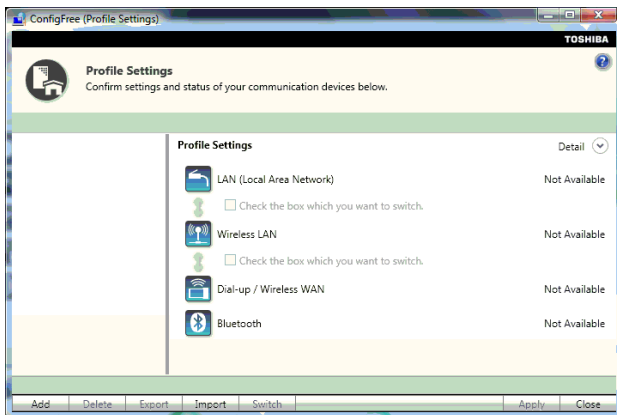 ConfigFree (Profile Settings)
TOSHIBA
Profile Settings
Confirm settings and status of your communication devices below.
Profile Settings Detail
LAN (Local Area Network) Not Available
Check the box which you want to switch.
Wireless LAN Not Available
Check the box which you want to switch.
Dial-up / Wireless WAN Not Available
Bluetooth Not Available
Add Delete Export Import Switch Apply Close